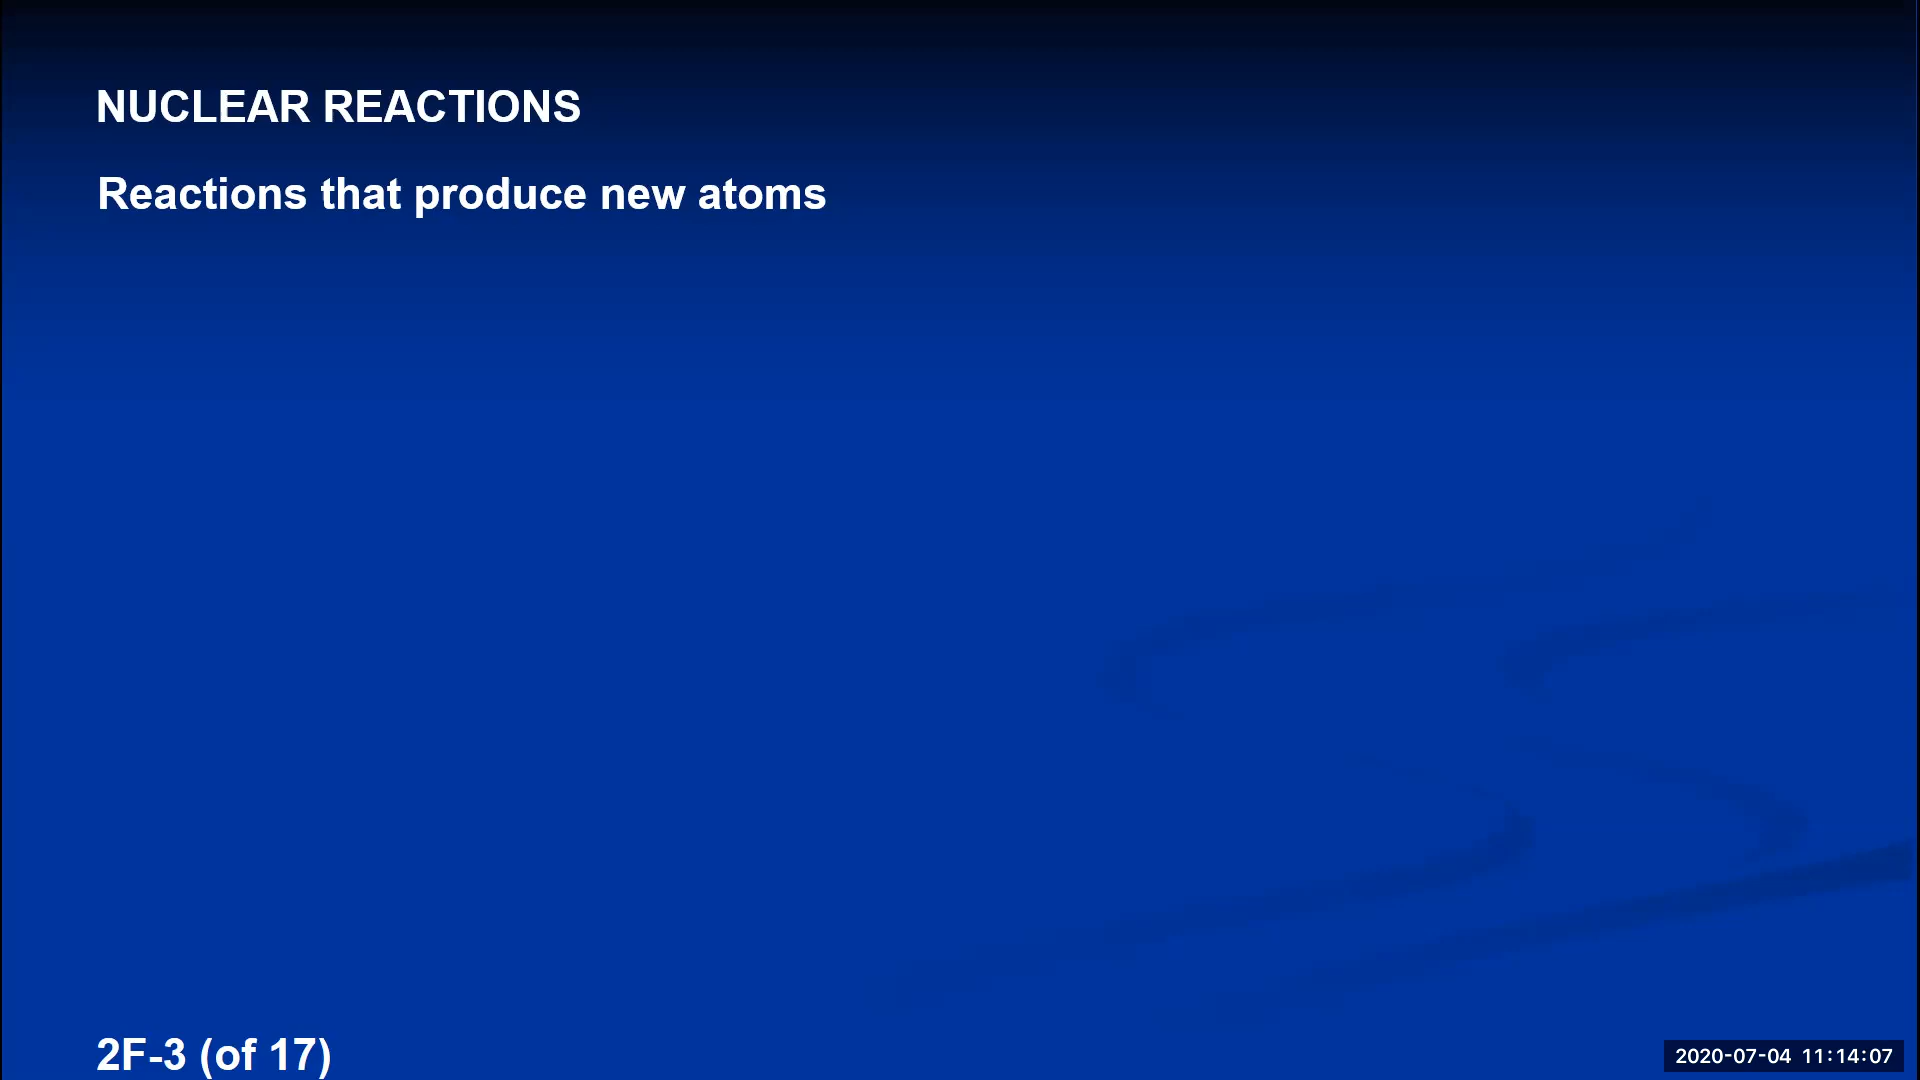 NUCLEAR REACTIONS
Reactions that produce new atoms
2F-3 (of 17)
2020-07-04 11:14:07